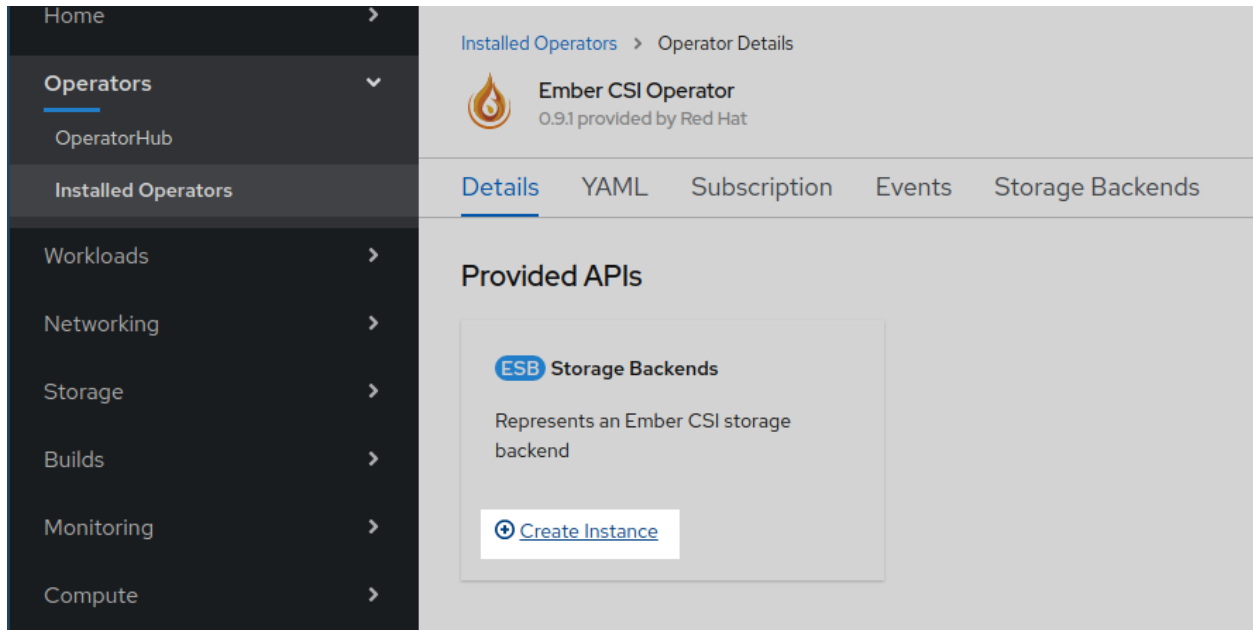 Home
Operators
OperatorHub
Installed Operators
Workloads
Networking
Storage
Builds
Monitoring
Compute
Installed Operators > Operator Details
Ember CSI Operator
0.9.1 provided by Red Hat
Details YAML Subscription Events Storage Backends
Provided APIs
ESB Storage Backends
Represents an Ember CSI storage
backend
Create Instance